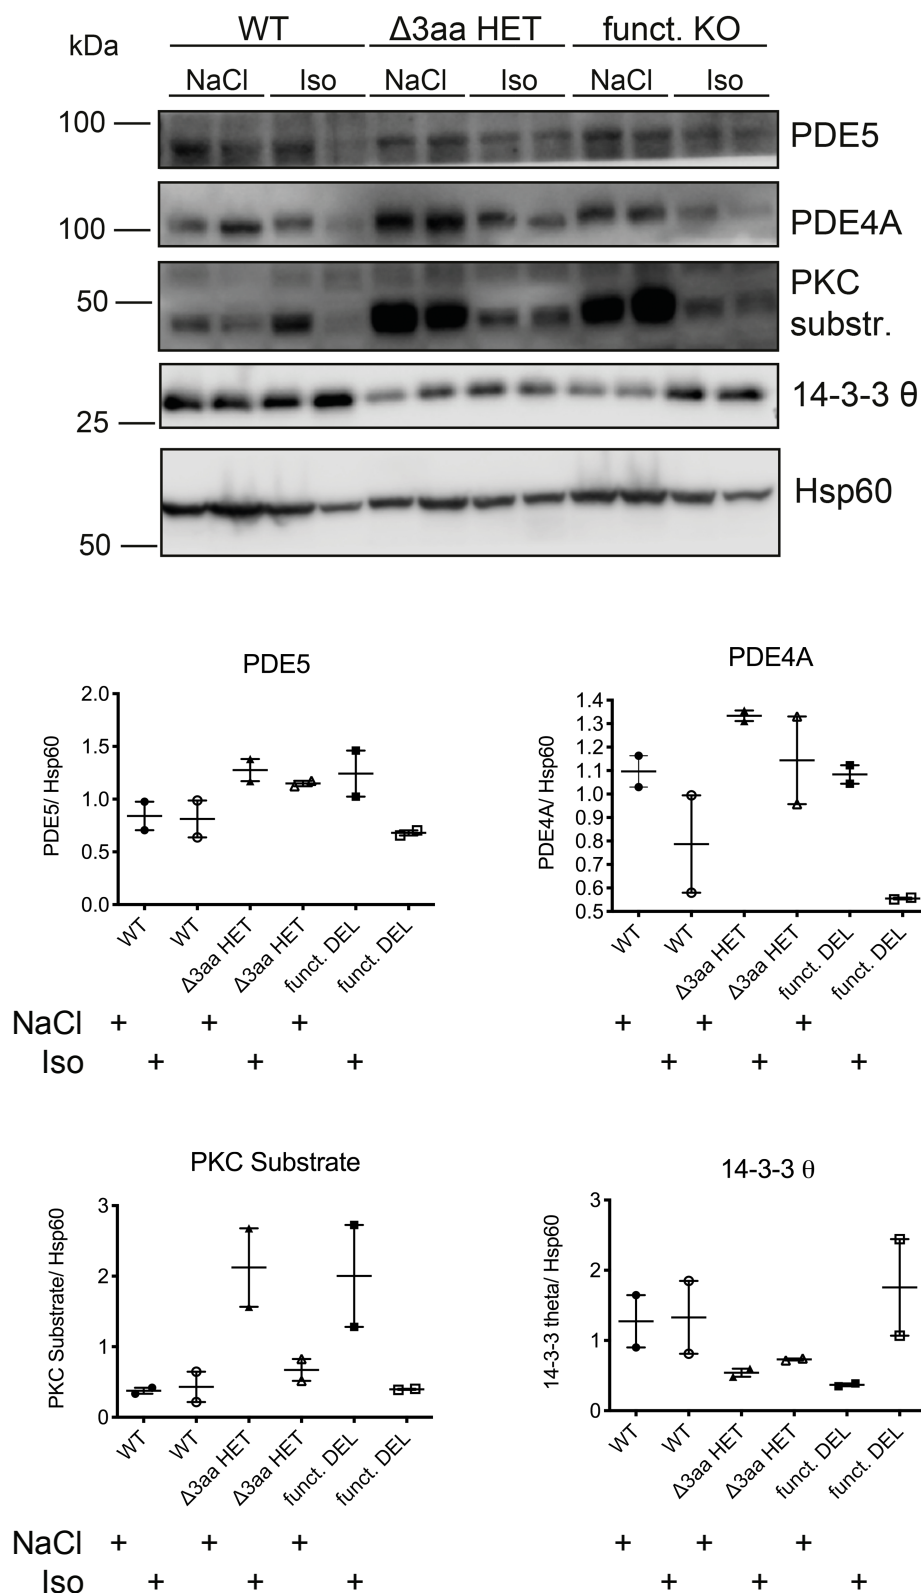 WT Δ3aa HET funct. KO
kDa
NaCl Iso NaCl Iso NaCl Iso
100 PDE5
100 PDE4A
50 PKC
substr.
14-3-3 θ
25
Hsp60
50
PDE5
PDE5/ Hsp60
2.0
1.5
1.0
0.5
0.0
WT WT Δ3aa HET Δ3aa HET funct. DEL funct. DEL
NaCl + + +
Iso + + +
PDE4A
PDE4A/ Hsp60
1.4
1.3
1.2
1.1
1.0
0.9
0.8
0.7
0.6
0.5
WT WT Δ3aa HET Δ3aa HET funct. DEL funct. DEL
+ + +
+ + +
PKC Substrate
PKC Substrate/ Hsp60
3
2
1
0
WT WT Δ3aa HET Δ3aa HET funct. DEL funct. DEL
NaCl + + +
Iso + + +
14-3-3 θ
14-3-3 theta/ Hsp60
3
2
1
0
WT WT Δ3aa HET Δ3aa HET funct. DEL funct. DEL
+ + +
+ + +